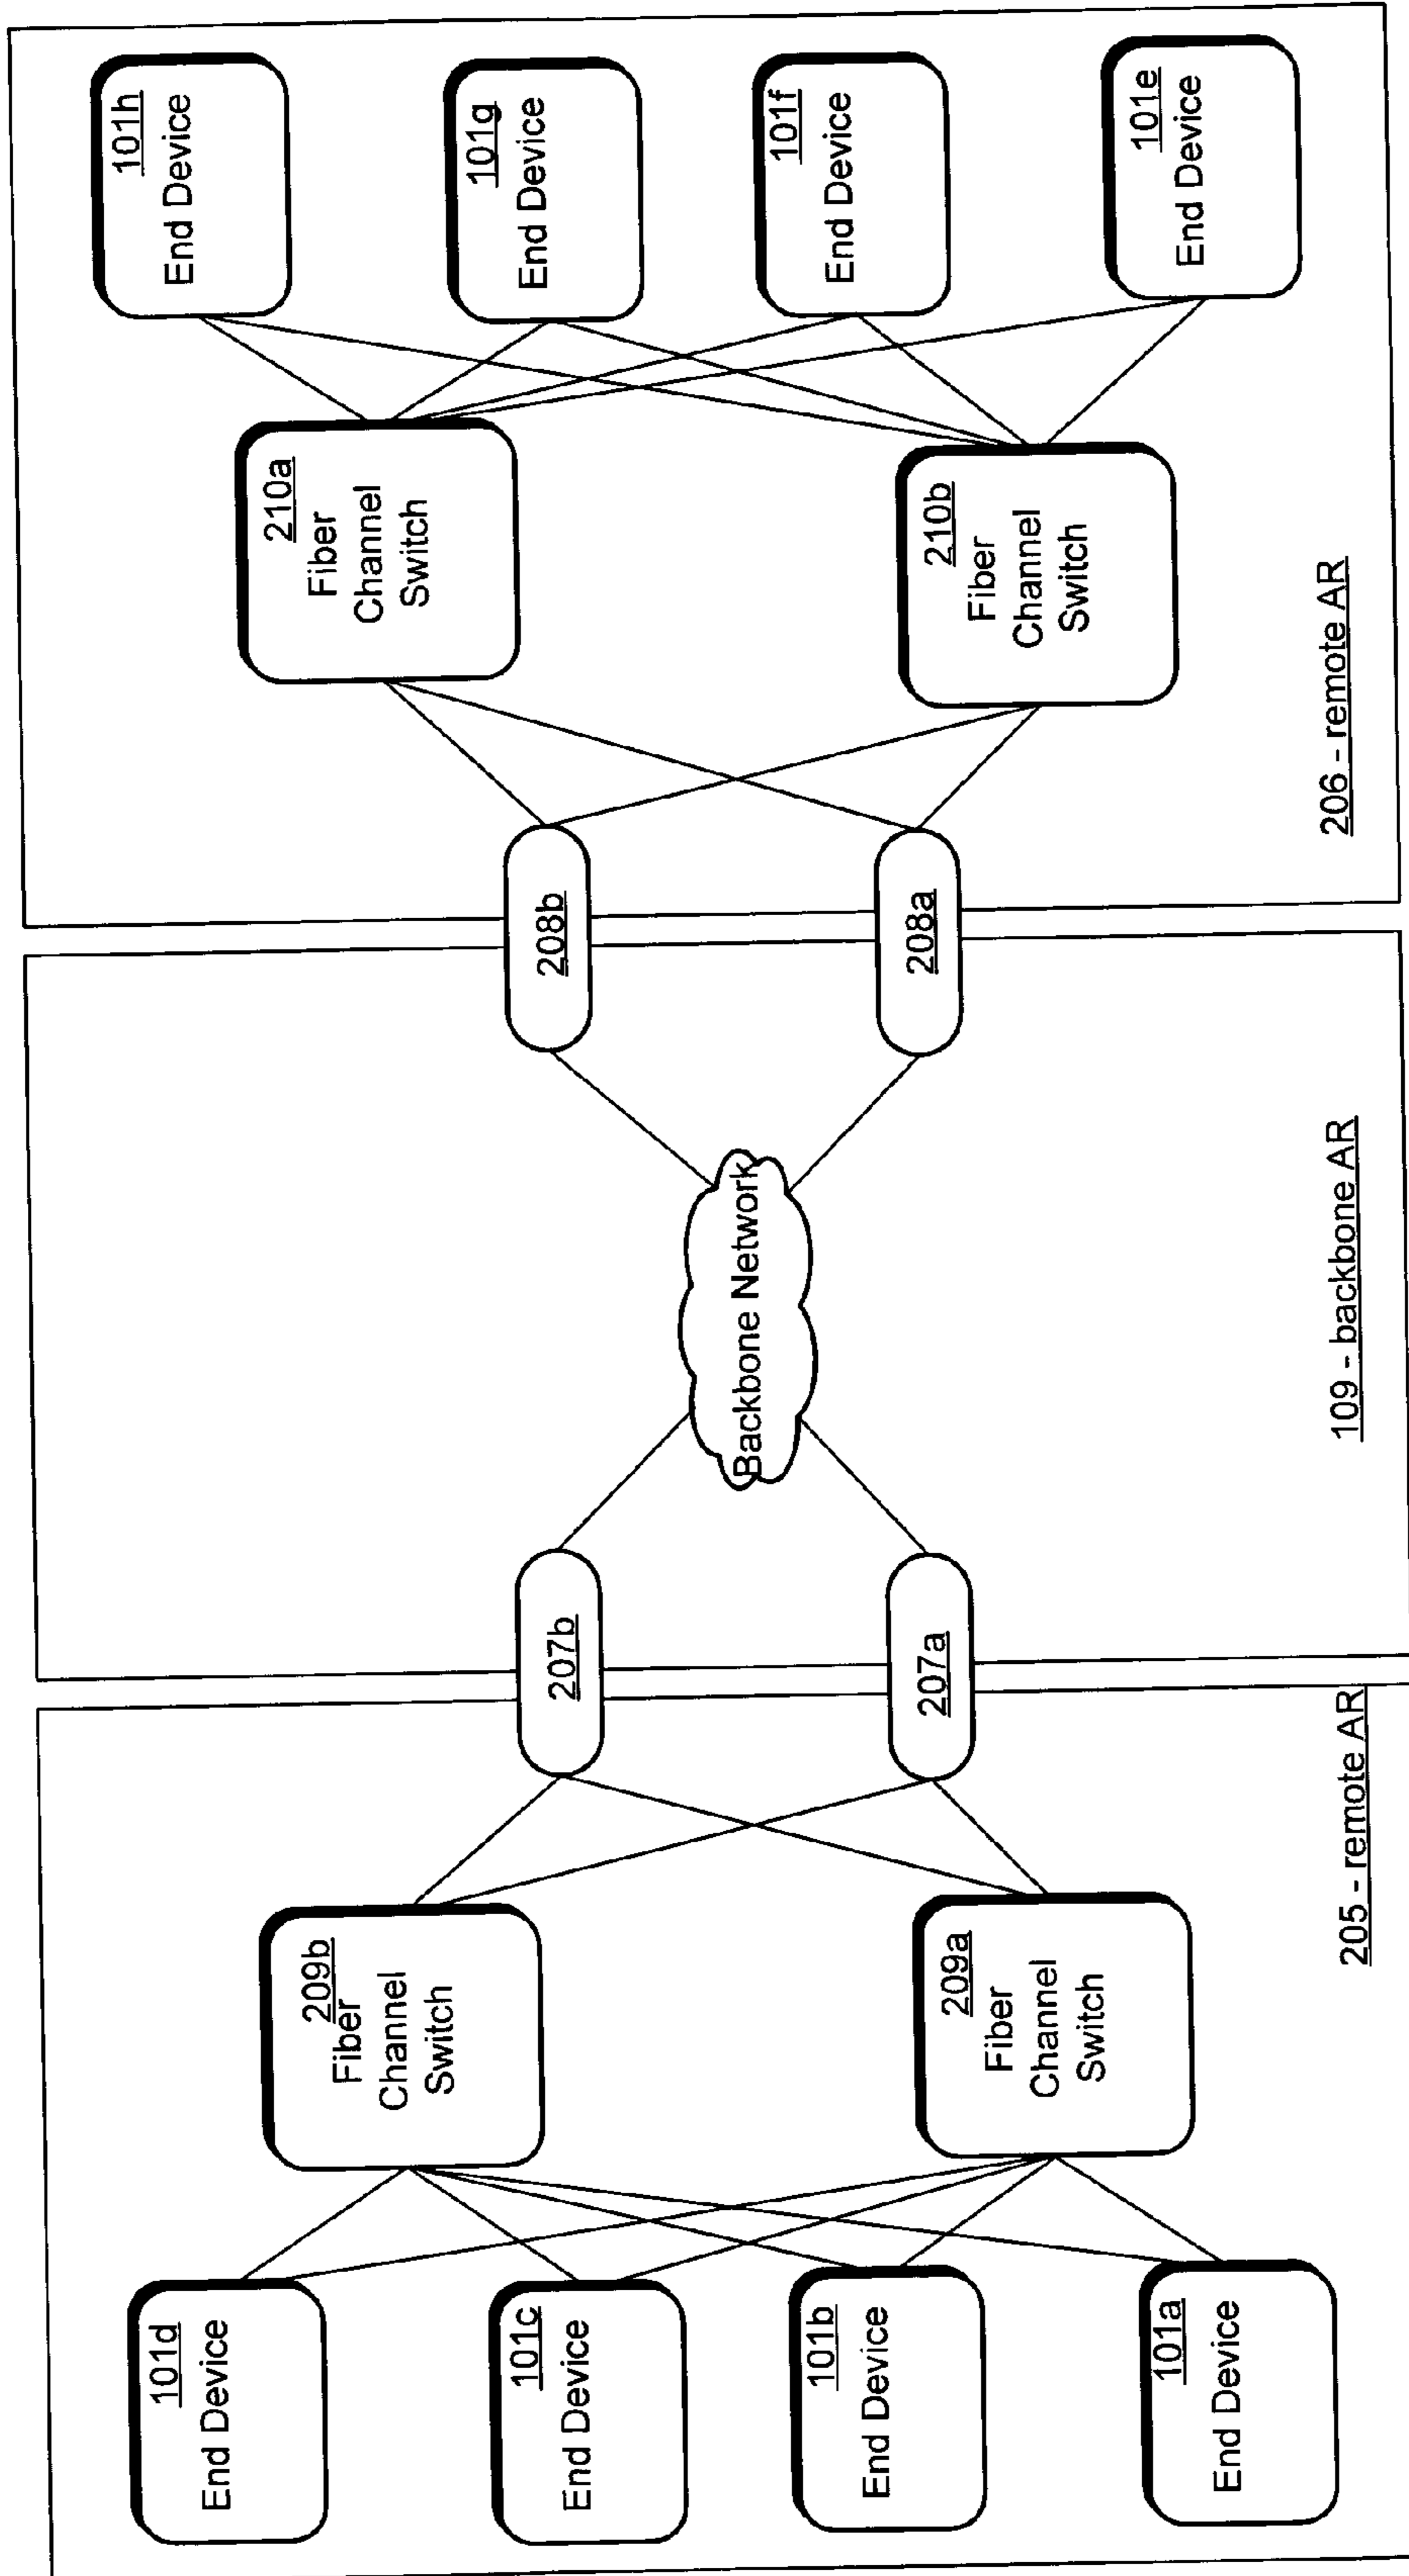 101h
End Device
101g
End Device
101f
End Device
101e
End Device
210a
Fiber
Channel
Switch
210b
Fiber
Channel
Switch
206 - remote AR
208b
208a
Backbone Network
109 - backbone AR
207b
207a
205 - remote AR
209b
Fiber
Channel
Switch
209a
Fiber
Channel
Switch
101d
End Device
101c
End Device
101b
End Device
101a
End Device